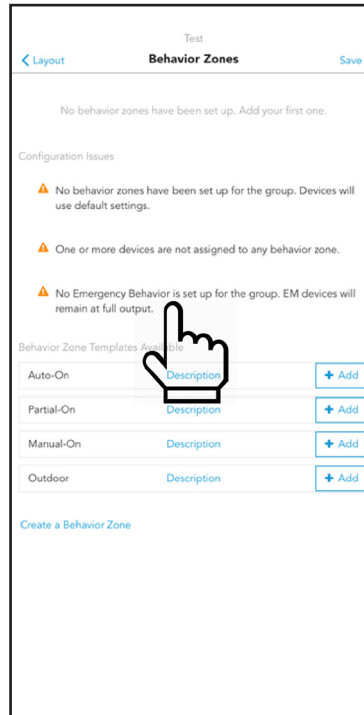 Test
Layout
Behavior Zones
Save
No behavior zones have been set up. Add your first one.
Configuration Issues
No behavior zones have been set up for the group. Devices will
use default settings.
One or more devices are not assigned to any behavior zone.
No Emergency Behavior is set up for the group. EM devices will
remain at full output.
Behavior Zone Templates Available
Auto-On Description + Add
Partial-On Description + Add
Manual-On Description + Add
Outdoor Description + Add
Create a Behavior Zone